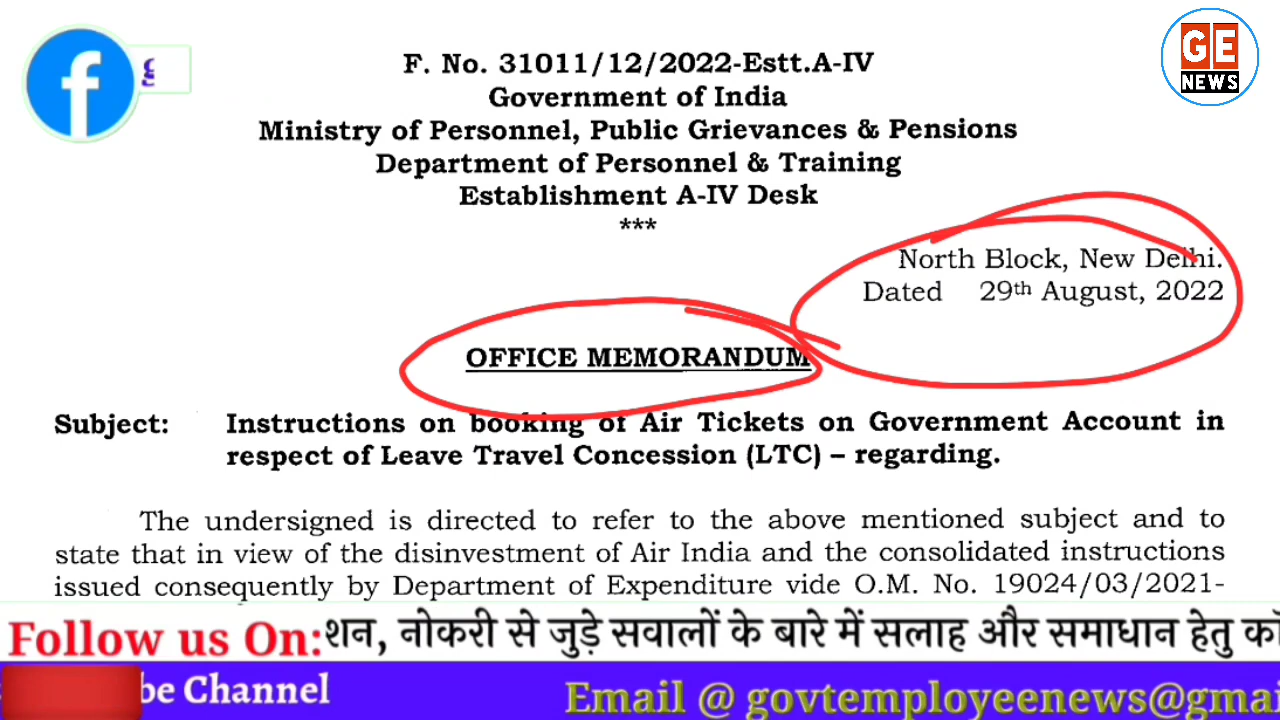 GE
NEWS
F. No. 31011/12/2022-Estt.A-IV
Government of India
Ministry of Personnel, Public Grievances & Pensions
Department of Personnel & Training
Establishment A-IV Desk
***
North Block, New Delhi.
Dated 29th August, 2022
OFFICE MEMORANDUM
Subject: Instructions on booking of Air Tickets on Government Account in
respect of Leave Travel Concession (LTC) – regarding.
The undersigned is directed to refer to the above mentioned subject and to
state that in view of the disinvestment of Air India and the consolidated instructions
issued consequently by Department of Expenditure vide O.M. No. 19024/03/2021-
Follow us On: शन, नोकरी से जुड़े सवालों के बारे में सलाह और समाधान हेतु
be Channel
Email @ govtemployeenews@gmai